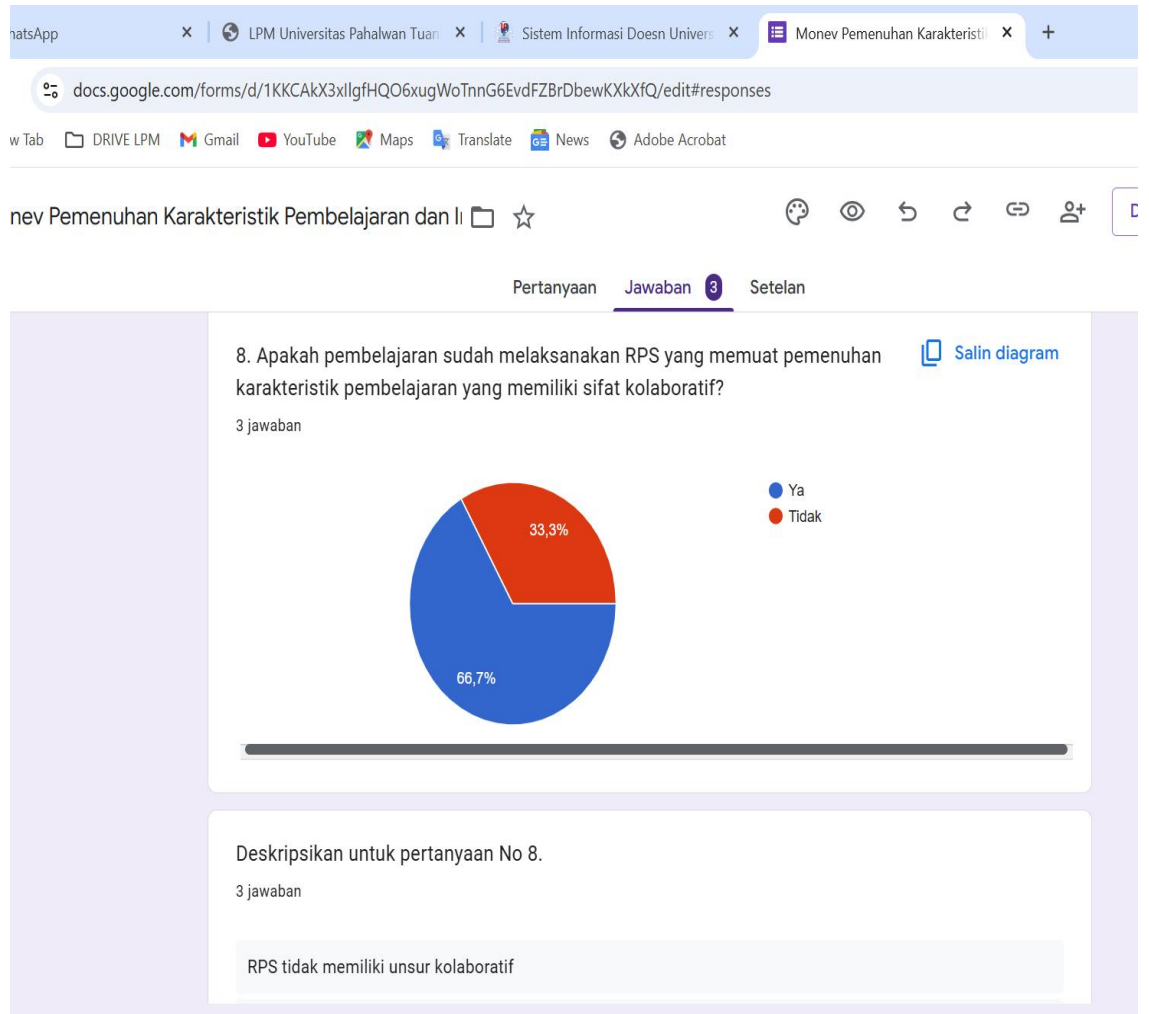 hatsApp
LPM Universitas Pahalwan Tuan
Sistem Informasi Doesn Univers
Monev Pemenuhan Karakteristi
docs.google.com/forms/d/1KKCAkX3xIlgfHQO6xugWoTnnG6EvdFZBrDbewKXkXfQ/edit#responses
w Tab DRIVE LPM Gmail YouTube Maps Translate News Adobe Acrobat
nev Pemenuhan Karakteristik Pembelajaran dan I
D
Pertanyaan Jawaban 3 Setelan
8. Apakah pembelajaran sudah melaksanakan RPS yang memuat pemenuhan
karakteristik pembelajaran yang memiliki sifat kolaboratif?
Salin diagram
3 jawaban
Ya
Tidak
33,3%
66,7%
Deskripsikan untuk pertanyaan No 8.
3 jawaban
RPS tidak memiliki unsur kolaboratif